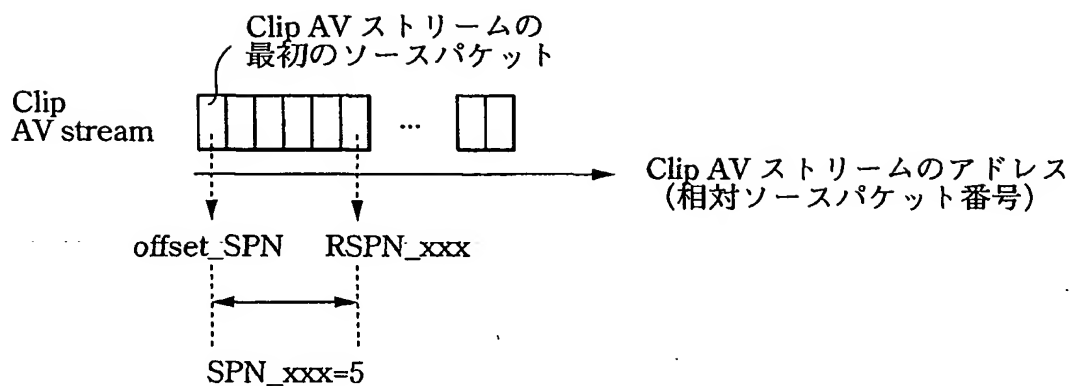 Clip AV ストリームの
最初のソースパケット
Clip
AV stream
...
Clip AV ストリームのアドレス
(相対ソースパケット番号)
offset_SPN RSPN_xxx
SPN_xxx=5